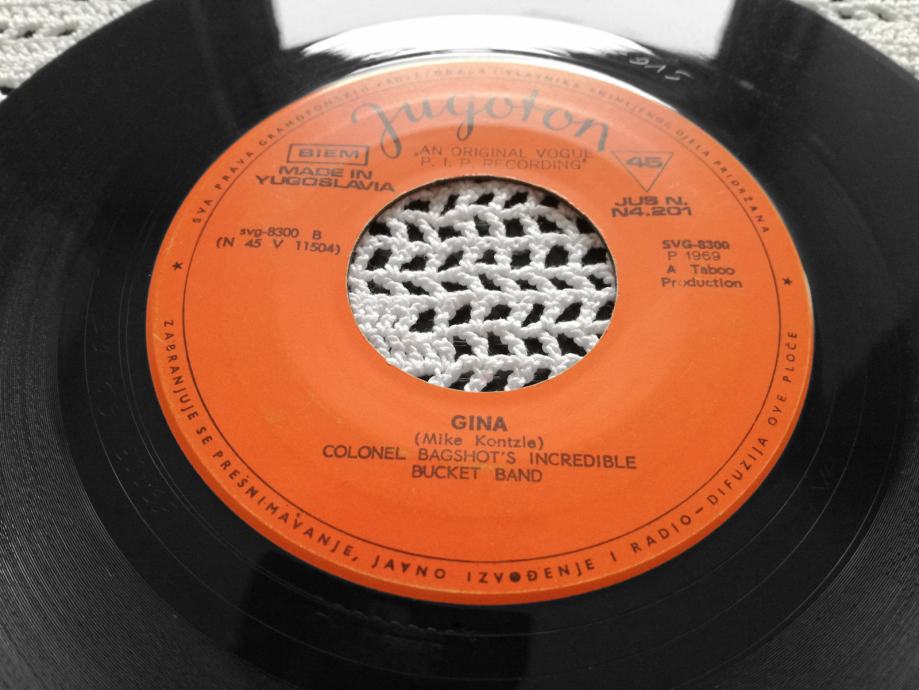 SVA PRAVA GRAMOFONSKIH I VLASNIKA SNIMLJENOG DJELA PRIDRŽANA
Jugoton
„AN ORIGINAL VOGUE
P. I. P. RECORDING"
BIEM
MADE IN
YUGOSLAVIA
45
JUS N.
N4.201
svg-8300 B
(N 45 V 11504)
SVG-8300
P 1969
A Taboo
Production
GINA
(Mike Kontzle)
COLONEL BAGSHOT'S INCREDIBLE
BUCKET BAND
ZABRANJUJE SE PRESNIMAVANJE, JAVNO IZVOĐENJE I RADIO-DIFUZIJA OVE PLOČE